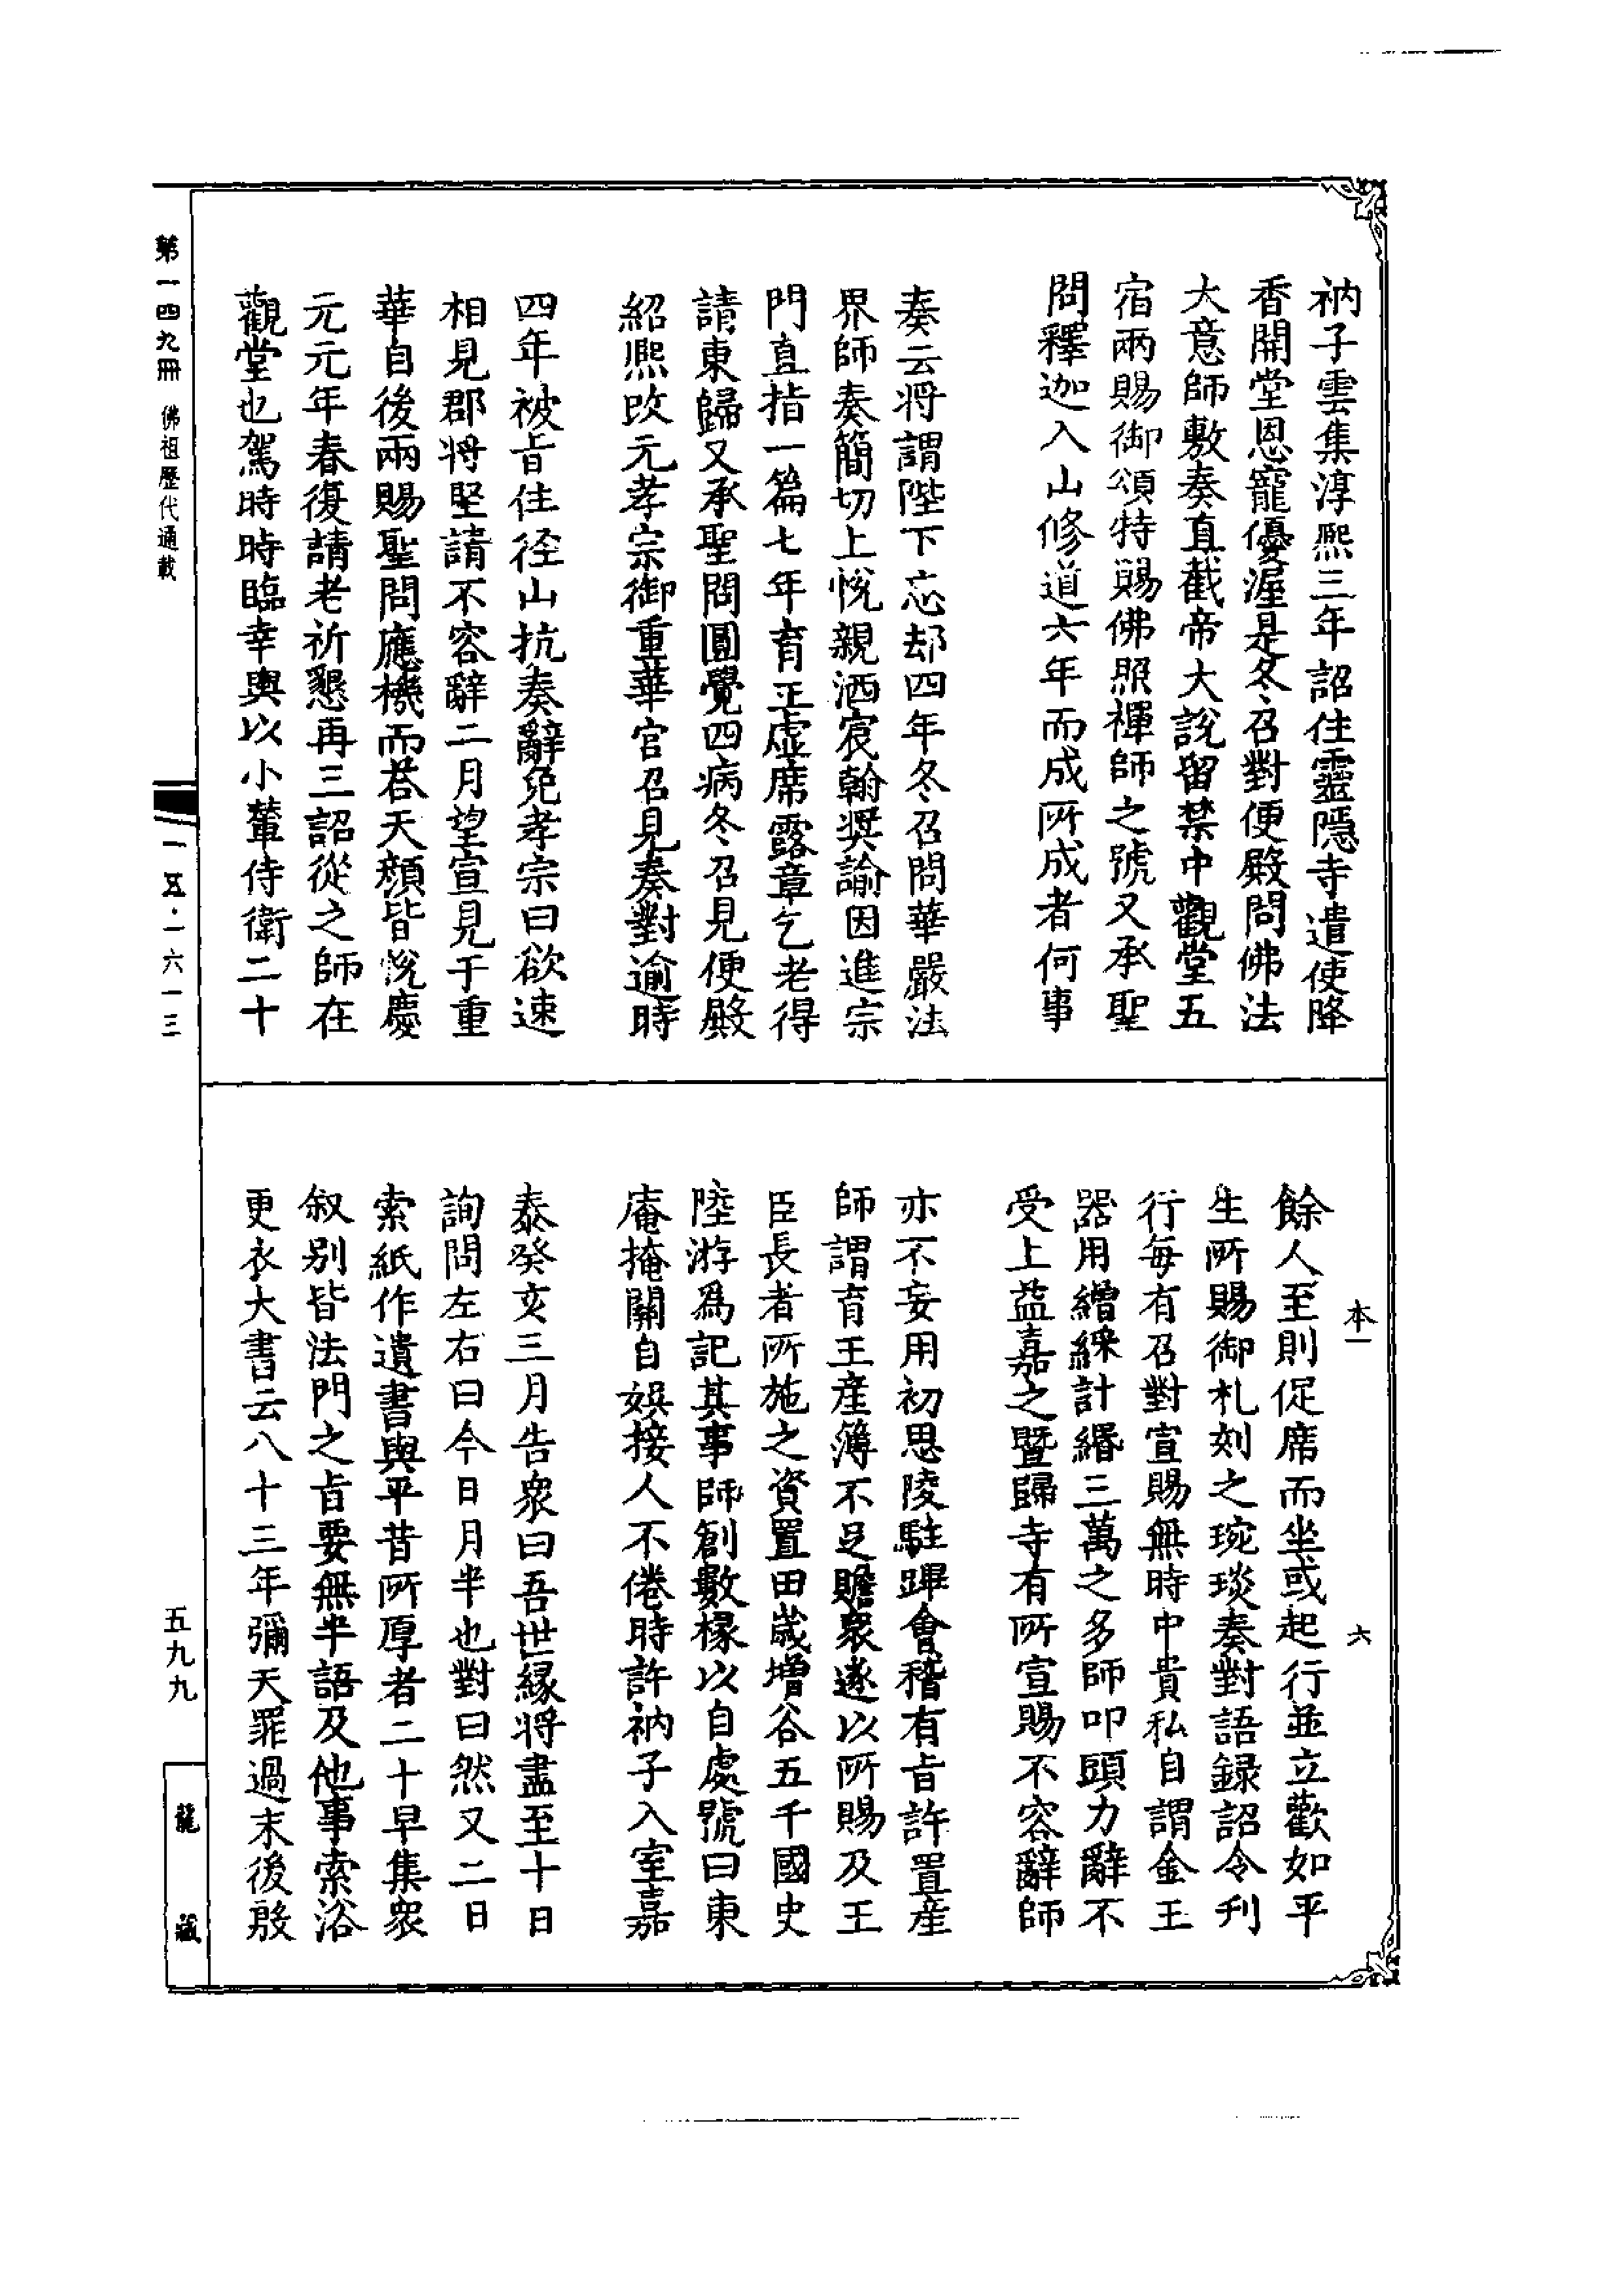 衲子雲集淳熙三年詔住靈隱寺遣使降
香開堂恩寵優渥是冬召對便殿問佛法
大意師敷奏直截帝大說留禁中觀堂五
宿兩賜御頌特賜佛照禪師之號又承聖
問釋迦入山修道六年而成所成者何事
奏云将謂陛下忘却四年冬召問華嚴法
界師奏簡切上悅親洒宸翰獎諭因進宗
門直指一篇七年育王虛席露章乞老得
請東歸又承聖問圓覺四病冬召見便殿
紹熙改元孝宗御重華宫召見奏對逾時
四年被旨住徑山抗奏辭免孝宗曰欲速
相見郡将堅請不容辭二月望宣見于重
華自後兩賜聖問應機而荅天顏皆悅慶
元元年春復請老祈懇再三詔從之師在
觀堂也駕時時臨幸輿以小輦侍衛二十
餘人至則促席而坐或起行並立歡如平
生所賜御札刻之琬琰奏對語録詔令刋
行每有召對宣賜無時中貴私自謂金玉
器用繒綵計緡三萬之多師叩頭力辭不
受上益嘉之暨歸寺有所宣賜不容辭師
亦不妄用初思陵駐蹕會稽有旨許置産
師謂育王産薄不足贍衆遂以所賜及王
臣長者所施之資置田歲增谷五千國史
陸游爲記其事師創數椽以自處號曰東
庵掩關自娛接人不倦時許衲子入室嘉
泰癸亥三月告衆曰吾世縁将盡至十日
詢問左右曰今日月半也對曰然又二日
索紙作遺書與平昔所厚者二十早集衆
叙别皆法門之旨要無半語及他事索浴
更衣大書云八十三年彌天罪過末後殷
本一
六
第一四九冊 佛祖歷代通載
一五·一六一三
五九九
龍藏